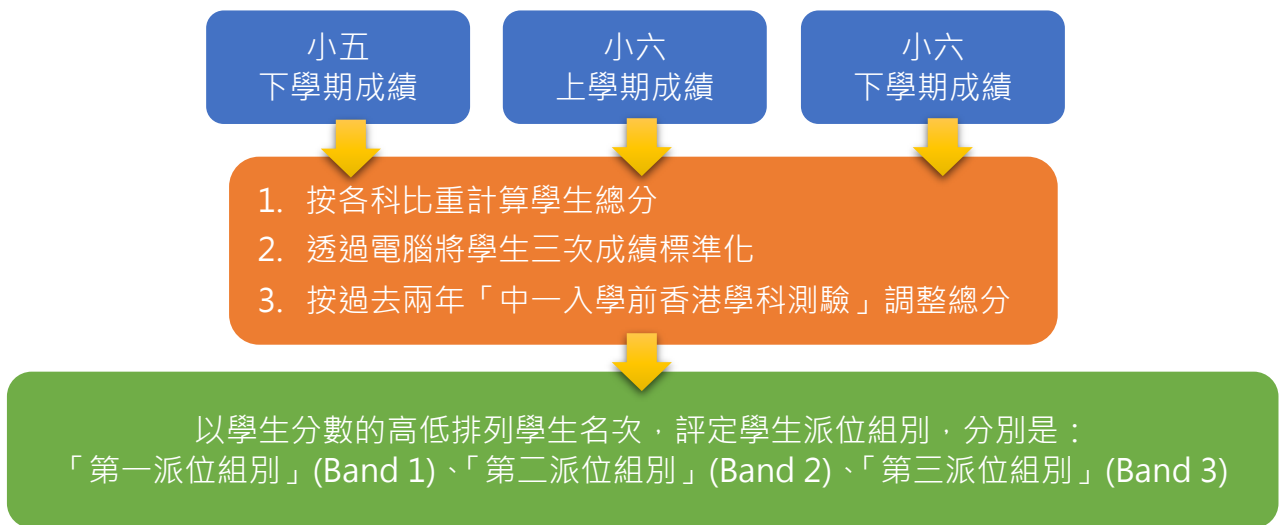 小五
下學期成績
小六
上學期成績
小六
下學期成績
1. 按各科比重計算學生總分
2. 透過電腦將學生三次成績標準化
3. 按過去兩年「中一入學前香港學科測驗」調整總分
以學生分數的高低排列學生名次，評定學生派位組別，分別是：
「第一派位組別」(Band 1)、「第二派位組別」(Band 2)、「第三派位組別」(Band 3)